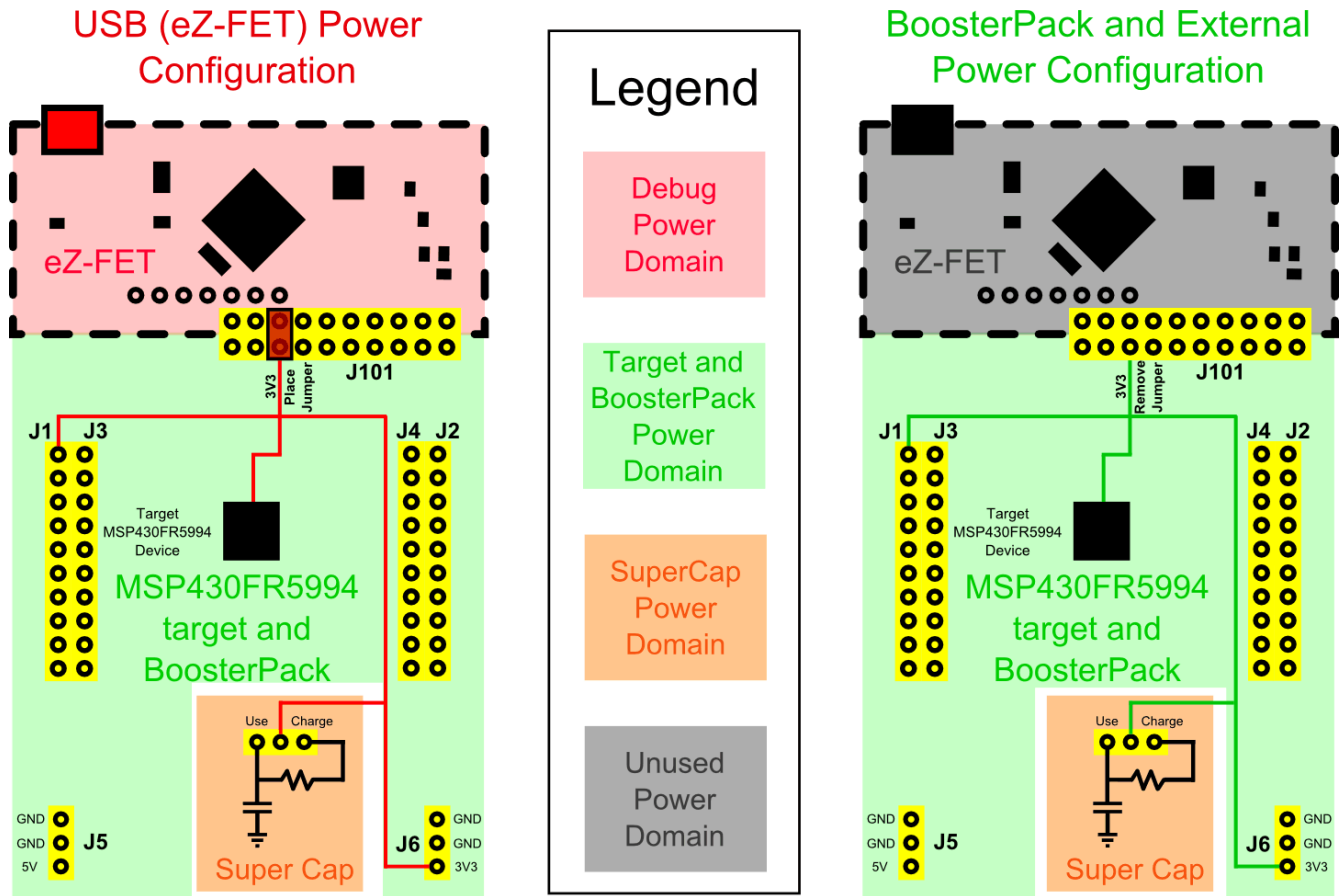 USB (eZ-FET) Power
Configuration
eZ-FET
J101
3V3
Place
Jumper
J1
J3
J4
J2
Target
MSP430FR5994
Device
MSP430FR5994
target and
BoosterPack
Use
Charge
Super Cap
GND
GND
5V
J5
J6
GND
GND
3V3
Legend
Debug
Power
Domain
Target and
BoosterPack
Power
Domain
SuperCap
Power
Domain
Unused
Power
Domain
BoosterPack and External
Power Configuration
eZ-FET
J101
3V3
Remove
Jumper
J1
J3
J4
J2
Target
MSP430FR5994
Device
MSP430FR5994
target and
BoosterPack
Use
Charge
Super Cap
GND
GND
5V
J5
J6
GND
GND
3V3